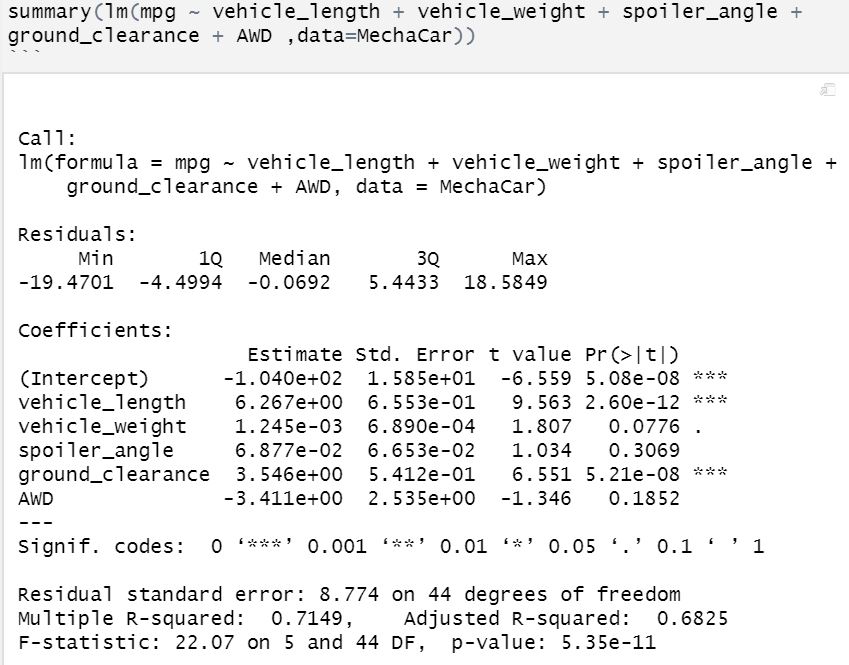 summary(lm(mpg ~ vehicle_length + vehicle_weight + spoiler_angle +
ground_clearance + AWD ,data=MechaCar))
```
Call:
lm(formula = mpg ~ vehicle_length + vehicle_weight + spoiler_angle +
    ground_clearance + AWD, data = MechaCar)
Residuals:
     Min       1Q   Median       3Q      Max
-19.4701  -4.4994  -0.0692   5.4433  18.5849
Coefficients:
                   Estimate Std. Error t value Pr(>|t|)
(Intercept)      -1.040e+02  1.585e+01  -6.559 5.08e-08 ***
vehicle_length    6.267e+00  6.553e-01   9.563 2.60e-12 ***
vehicle_weight    1.245e-03  6.890e-04   1.807   0.0776 .
spoiler_angle     6.877e-02  6.653e-02   1.034   0.3069
ground_clearance  3.546e+00  5.412e-01   6.551 5.21e-08 ***
AWD              -3.411e+00  2.535e+00  -1.346   0.1852
---
Signif. codes:  0 ‘***’ 0.001 ‘**’ 0.01 ‘*’ 0.05 ‘.’ 0.1 ‘ ’ 1
Residual standard error: 8.774 on 44 degrees of freedom
Multiple R-squared:  0.7149,    Adjusted R-squared:  0.6825
F-statistic: 22.07 on 5 and 44 DF,  p-value: 5.35e-11